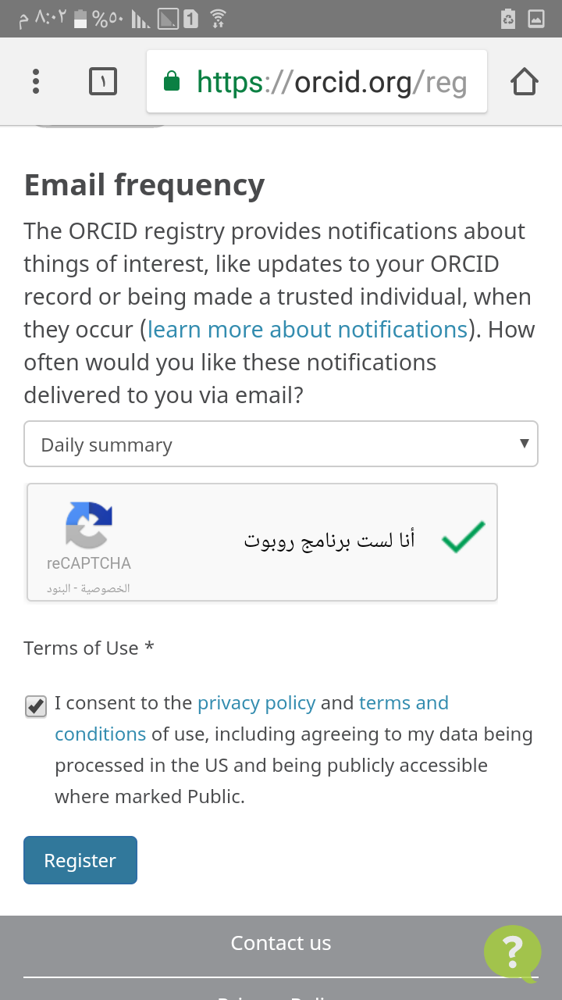 ٨:٠٢ م
%٥٠
1
١
https://orcid.org/reg
Email frequency
The ORCID registry provides notifications about
things of interest, like updates to your ORCID
record or being made a trusted individual, when
they occur (learn more about notifications). How
often would you like these notifications
delivered to you via email?
Daily summary
أنا لست برنامج روبوت
reCAPTCHA
الخصوصية - البنود
Terms of Use *
I consent to the privacy policy and terms and
conditions of use, including agreeing to my data being
processed in the US and being publicly accessible
where marked Public.
Register
Contact us
?